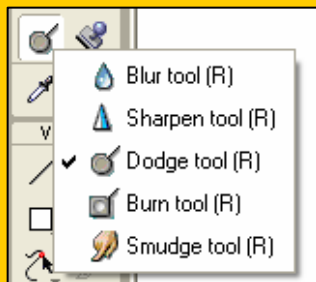 Blur tool (R)
Sharpen tool (R)
Dodge tool (R)
Burn tool (R)
Smudge tool (R)